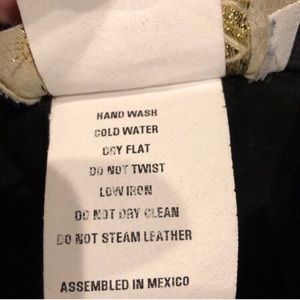 HAND WASH
COLD WATER
DRY FLAT
DO NOT TWIST
LOW IRON
DO NOT DRY CLEAN
DO NOT STEAM LEATHER
ASSEMBLED IN MEXICO